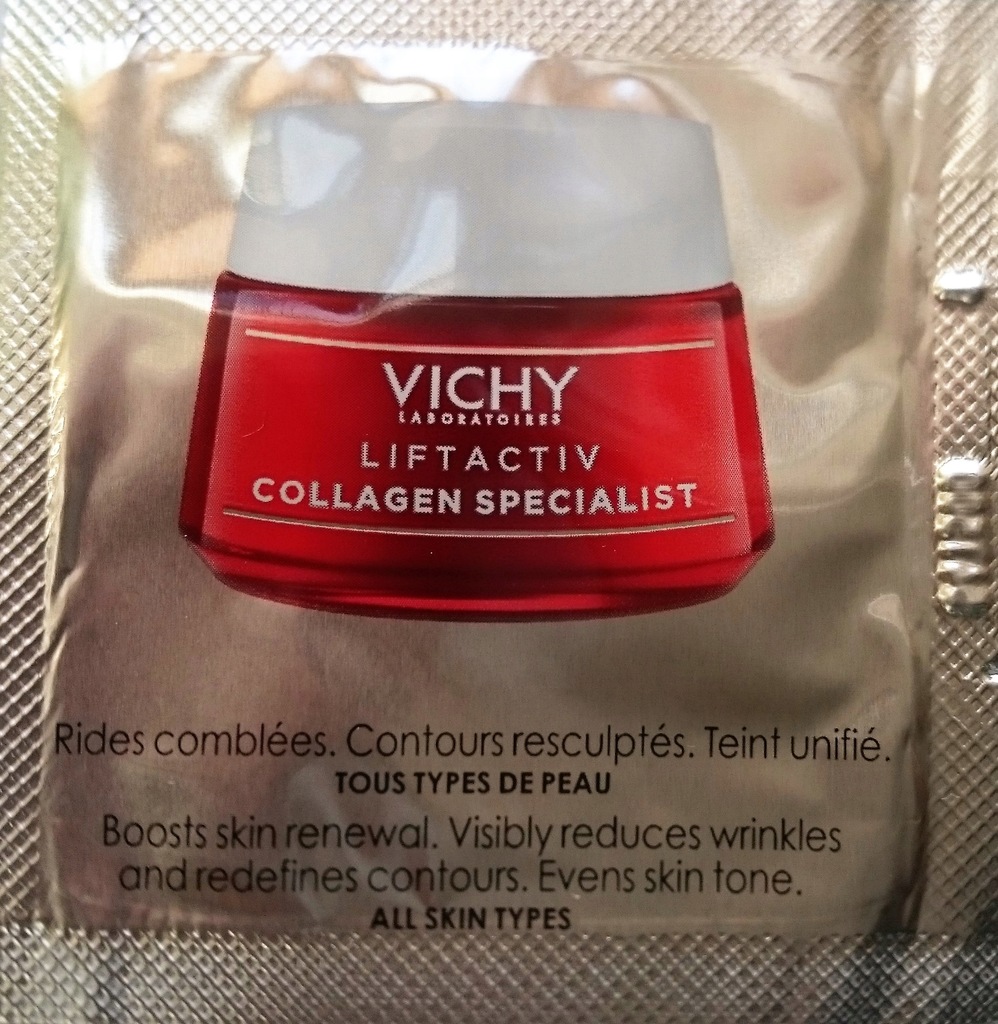 VICHY
LABORATOIRES
LIFTACTIV
COLLAGEN SPECIALIST
Rides comblées. Contours resculptés. Teint unifié.
TOUS TYPES DE PEAU
Boosts skin renewal. Visibly reduces wrinkles
and redefines contours. Evens skin tone.
ALL SKIN TYPES